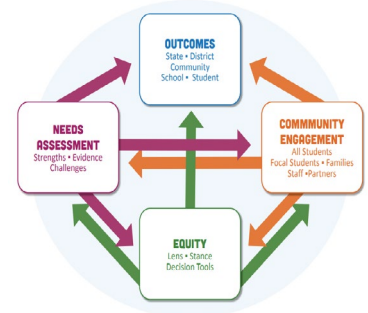 OUTCOMES
State • District
Community
School • Student
NEEDS
ASSESSMENT
Strengths • Evidence
Challenges
COMMMUNITY
ENGAGEMENT
All Students
Focal Students • Families
Staff •Partners
EQUITY
Lens • Stance
Decision Tools